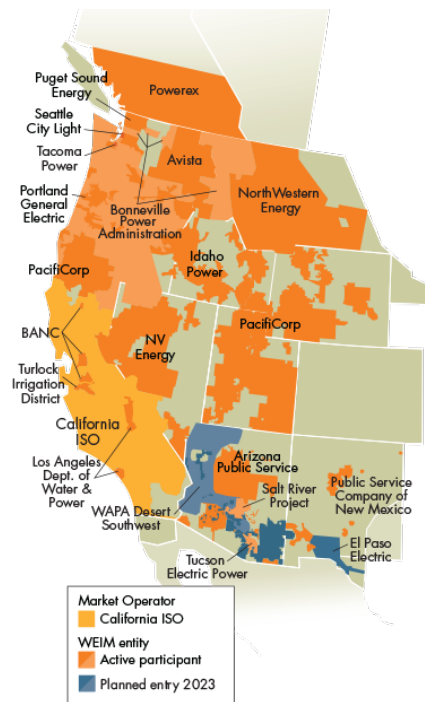 Powerex
Puget Sound
Energy
Seattle
City Light
Tacoma
Power
Avista
Portland
General
Electric
Bonneville
Power
Administration
NorthWestern
Energy
PacifiCorp
Idaho
Power
BANC
NV
Energy
PacifiCorp
Turlock
Irrigation
District
California
ISO
Los Angeles
Dept. of
Water &
Power
Arizona
Public Service
Salt River
Project
Public Service
Company of
New Mexico
WAPA Desert
Southwest
Tucson
Electric Power
El Paso
Electric
Market Operator
California ISO
WEIM entity
Active participant
Planned entry 2023